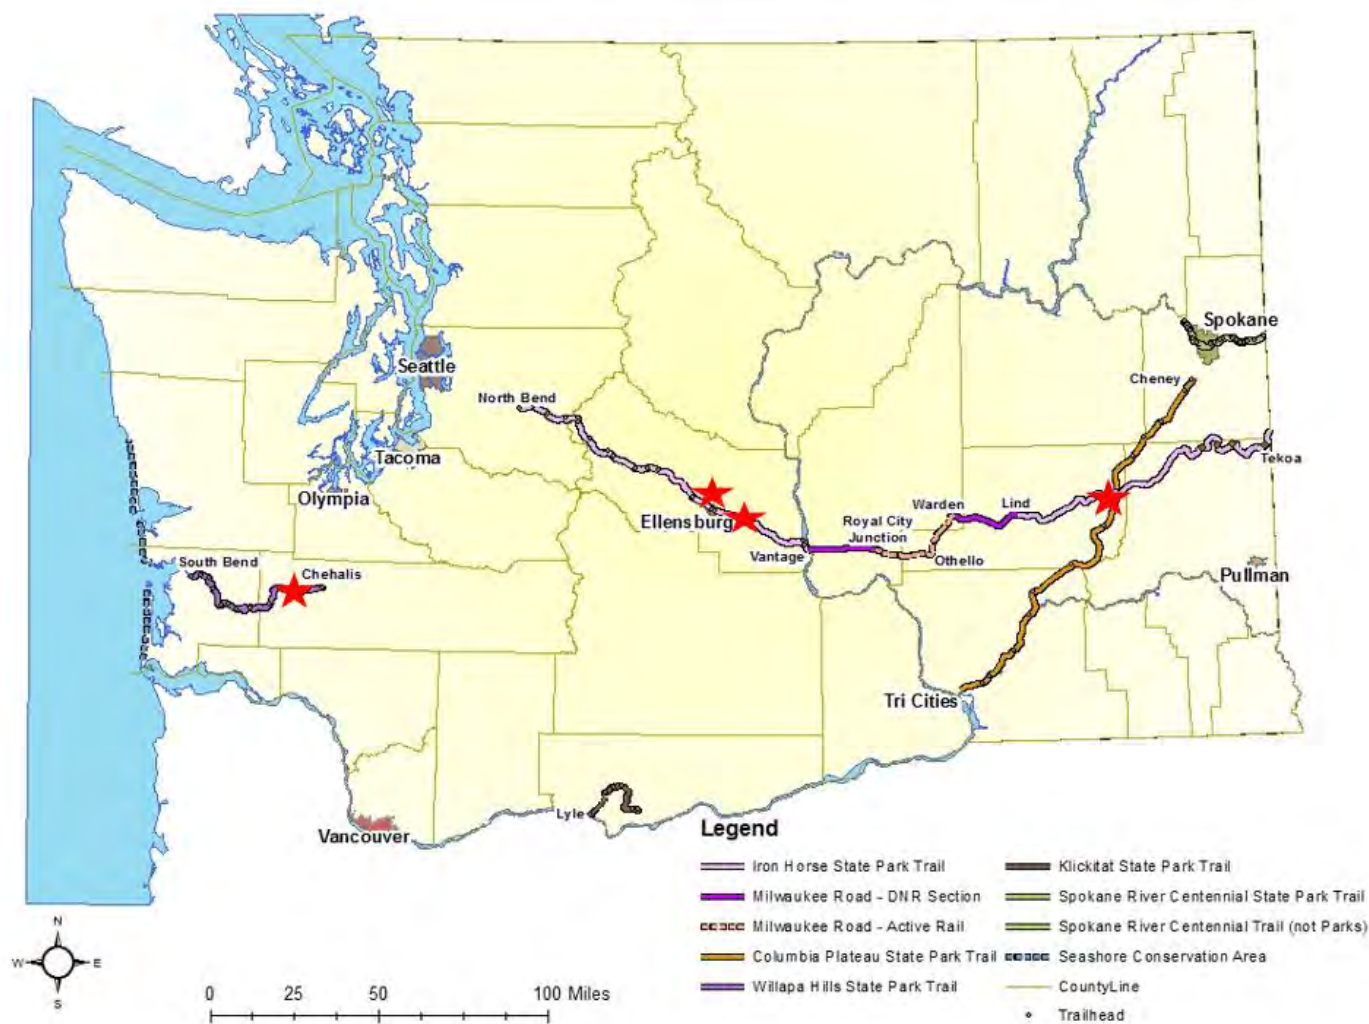 Spokane
Cheney
Seattle
North Bend
Tacoma
Tekoa
Olympia
Warden
Lind
Ellensburg
Royal City
Junction
Vantage
Othello
South Bend
Chehalis
Pullman
Tri Cities
Lyle
Vancouver
Legend
Iron Horse State Park Trail
Milwaukee Road - DNR Section
Milwaukee Road - Active Rail
Columbia Plateau State Park Trail
Willapa Hills State Park Trail
Klickitat State Park Trail
Spokane River Centennial State Park Trail
Spokane River Centennial Trail (not Parks)
Seashore Conservation Area
CountyLine
Trailhead
N
W E
S
0 25 50 100 Miles